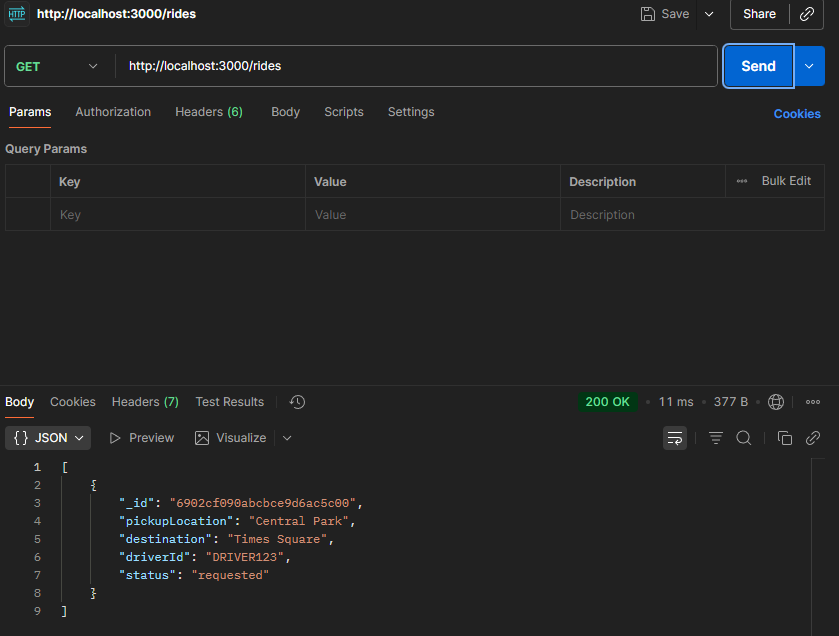 HTTP http://localhost:3000/rides Save Share
GET http://localhost:3000/rides Send
Params Authorization Headers (6) Body Scripts Settings Cookies
Query Params
Key Value Description Bulk Edit
Key Value Description
Body Cookies Headers (7) Test Results 200 OK 11 ms 377 B
{} JSON Preview Visualize
1 [
2 {
3 "_id": "6902cf090abcbce9d6ac5c00",
4 "pickupLocation": "Central Park",
5 "destination": "Times Square",
6 "driverId": "DRIVER123",
7 "status": "requested"
8 }
9 ]